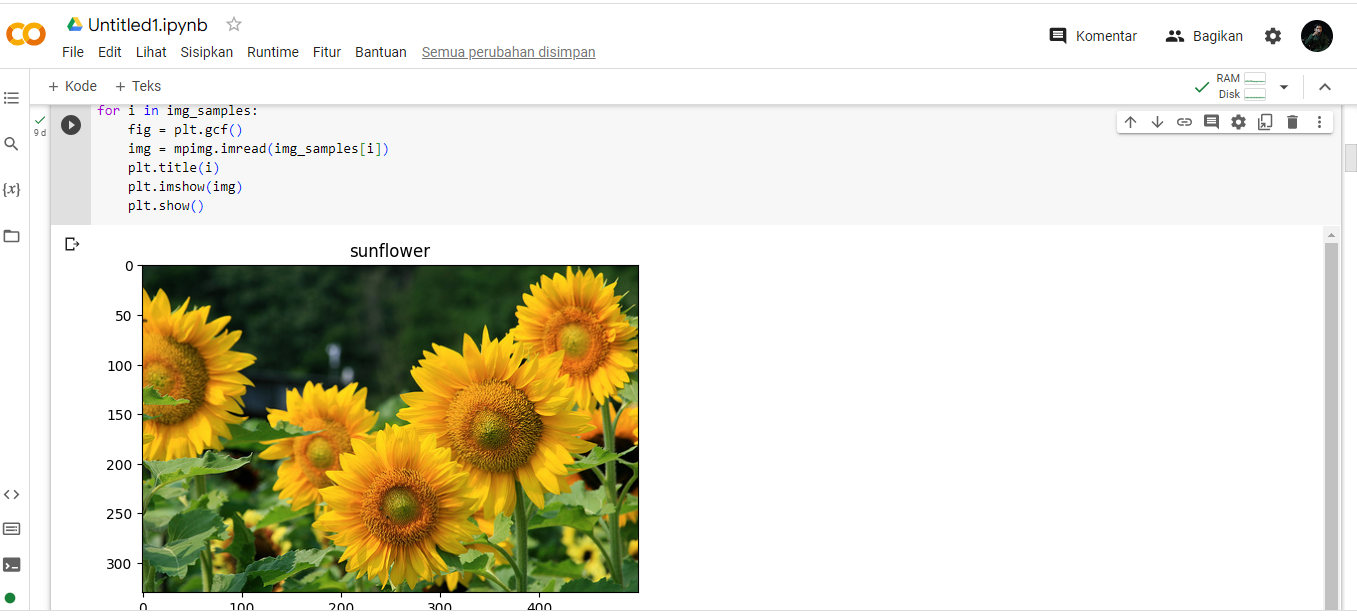 Untitled1.ipynb
File Edit Lihat Sisipkan Runtime Fitur Bantuan Semua perubahan disimpan
Komentar Bagikan
+ Kode + Teks
RAM
Disk
9 d
for i in img_samples:
fig = plt.gcf()
img = mpimg.imread(img_samples[i])
plt.title(i)
plt.imshow(img)
plt.show()
{x}
sunflower
0
50
100
150
200
250
300
0 100 200 300 400